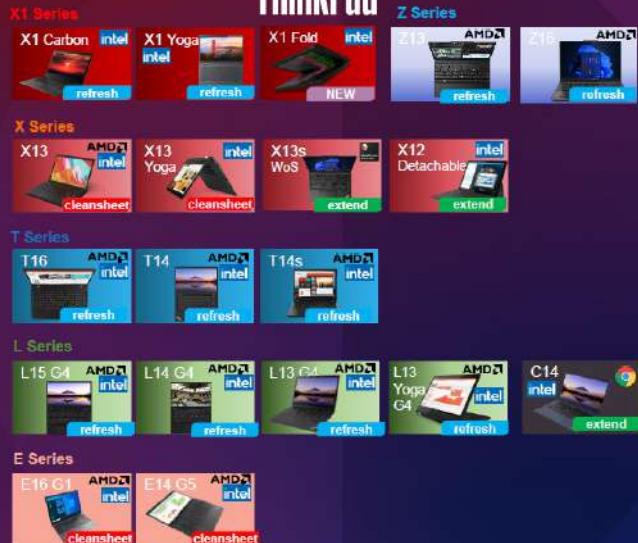 ThinkPad
X1 Series
Z Series
X1 Carbon intel
refresh
X1 Yoga
intel
refresh
X1 Fold intel
NEW
Z13 AMD
refresh
Z16 AMD
refresh
X Series
X13 AMD
intel
cleansheet
X13 intel
Yoga
cleansheet
X13s
WoS
extend
X12 intel
Detachable
extend
T Series
T16 AMD
intel
refresh
T14 AMD
intel
refresh
T14s AMD
intel
refresh
L Series
L15 G4 AMD
intel
refresh
L14 G4 AMD
intel
refresh
L13 G4 AMD
intel
refresh
L13 AMD
Yoga intel
G4
refresh
C14
intel
extend
E Series
E16 G1 AMD
intel
cleansheet
E14 G5 AMD
intel
cleansheet